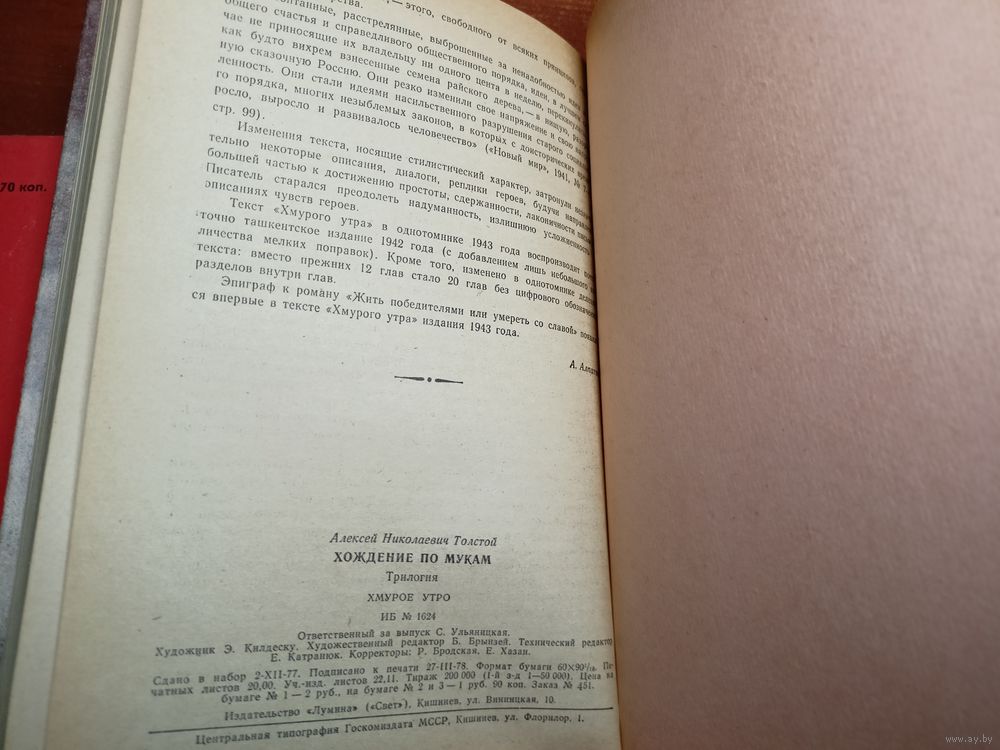 — этого, свободного от всяких
расстрелянные, выброшенные за ненадобностью идеи
общего счастья и справедливого общественного порядка, идеи, в лучшем
чае не приносящие их владельцу ни одного цента в неделю,
как будто вихрем взнесенные семена райского дерева, — в нищую,
ную сказочную Россию. Они резко изменили свое напряжение и свою
ленность. Они стали идеями насильственного разрушения старого
го порядка, многих незыблемых законов, в которых с доисторических
росло, выросло и развивалось человечество» («Новый мир», 1941, №
стр. 99).
Изменения текста, носящие стилистический характер, затронули
тельно некоторые описания, диалоги, реплики героев, будучи
большей частью к достижению простоты, сдержанности, лаконичности
Писатель старался преодолеть надуманность, излишнюю усложненность
описаниях чувств героев.
Текст «Хмурого утра» в однотомнике 1943 года воспроизводит
точно ташкентское издание 1942 года (с добавлением лишь небольшого
личества мелких поправок). Кроме того, изменено в однотомнике
текста: вместо прежних 12 глав стало 20 глав без цифрового
разделов внутри глав.
Эпиграф к роману «Жить победителями или умереть со славой»
ся впервые в тексте «Хмурого утра» издания 1943 года.
А.
70 коп.
Алексей Николаевич Толстой
ХОЖДЕНИЕ ПО МУКАМ
Трилогия
ХМУРОЕ УТРО
ИБ № 1624
Ответственный за выпуск С. Ульяницкая.
Художник Э. Килдеску. Художественный редактор Б. Брынзей. Технический редактор
Е. Катранюк. Корректоры: Р. Бродская, Е. Хазан.
Сдано в набор 2-XII-77. Подписано к печати 27-III-78. Формат бумаги 60×90¹/₁₆. Пе-
чатных листов 20,00. Уч.-изд. листов 22,11. Тираж 200 000 (1-й з-д 1—50 000). Цена на
бумаге № 1 — 2 руб., на бумаге № 2 и 3 — 1 руб. 90 коп. Заказ № 451.
Издательство «Лумина» («Свет»), Кишинев, ул. Винницкая, 10.
Центральная типография Госкомиздата МССР, Кишинев, ул. Флорилор, 1.
www.ay.by